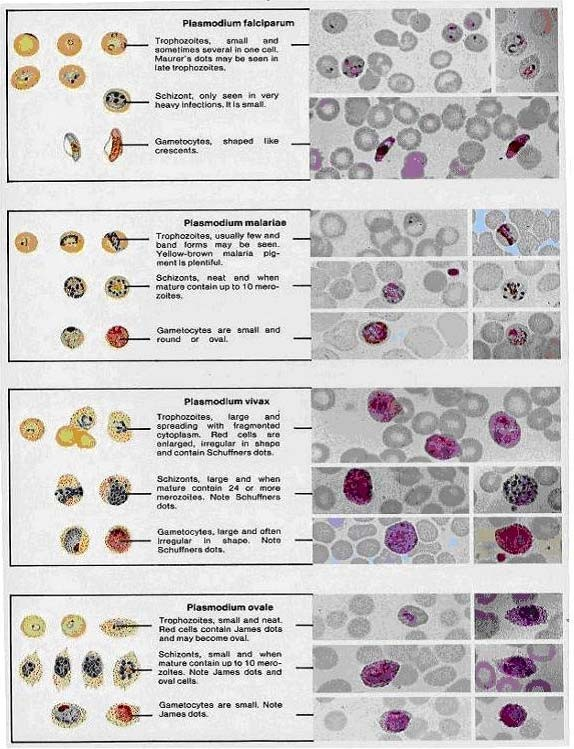 Plasmodium falciparum
Trophozoites, small and
sometimes several in one cell.
Maurer's dots may be seen in
late trophozoites.
Schizont, only seen in very
heavy infections. It is small.
Gametocytes, shaped like
crescents.
Plasmodium malariae
Trophozoites, usually few and
band forms may be seen.
Yellow-brown malaria pig-
ment is plentiful.
Schizonts, neat and when
mature contain up to 10 mero-
zoites.
Gametocytes are small and
round or oval.
Plasmodium vivax
Trophozoites, large and
spreading with fragmented
cytoplasm. Red cells are
enlarged, irregular in shape
and contain Schuffners dots.
Schizonts, large and when
mature contain 24 or more
merozoites. Note Schuffners
dots.
Gametocytes, large and often
irregular in shape. Note
Schuffners dots.
Plasmodium ovale
Trophozoites, small and neat.
Red cells contain James dots
and may become oval.
Schizonts, small and when
mature contain up to 10 mero-
zoites. Note James dots and
oval cells.
Gametocytes are small. Note
James dots.